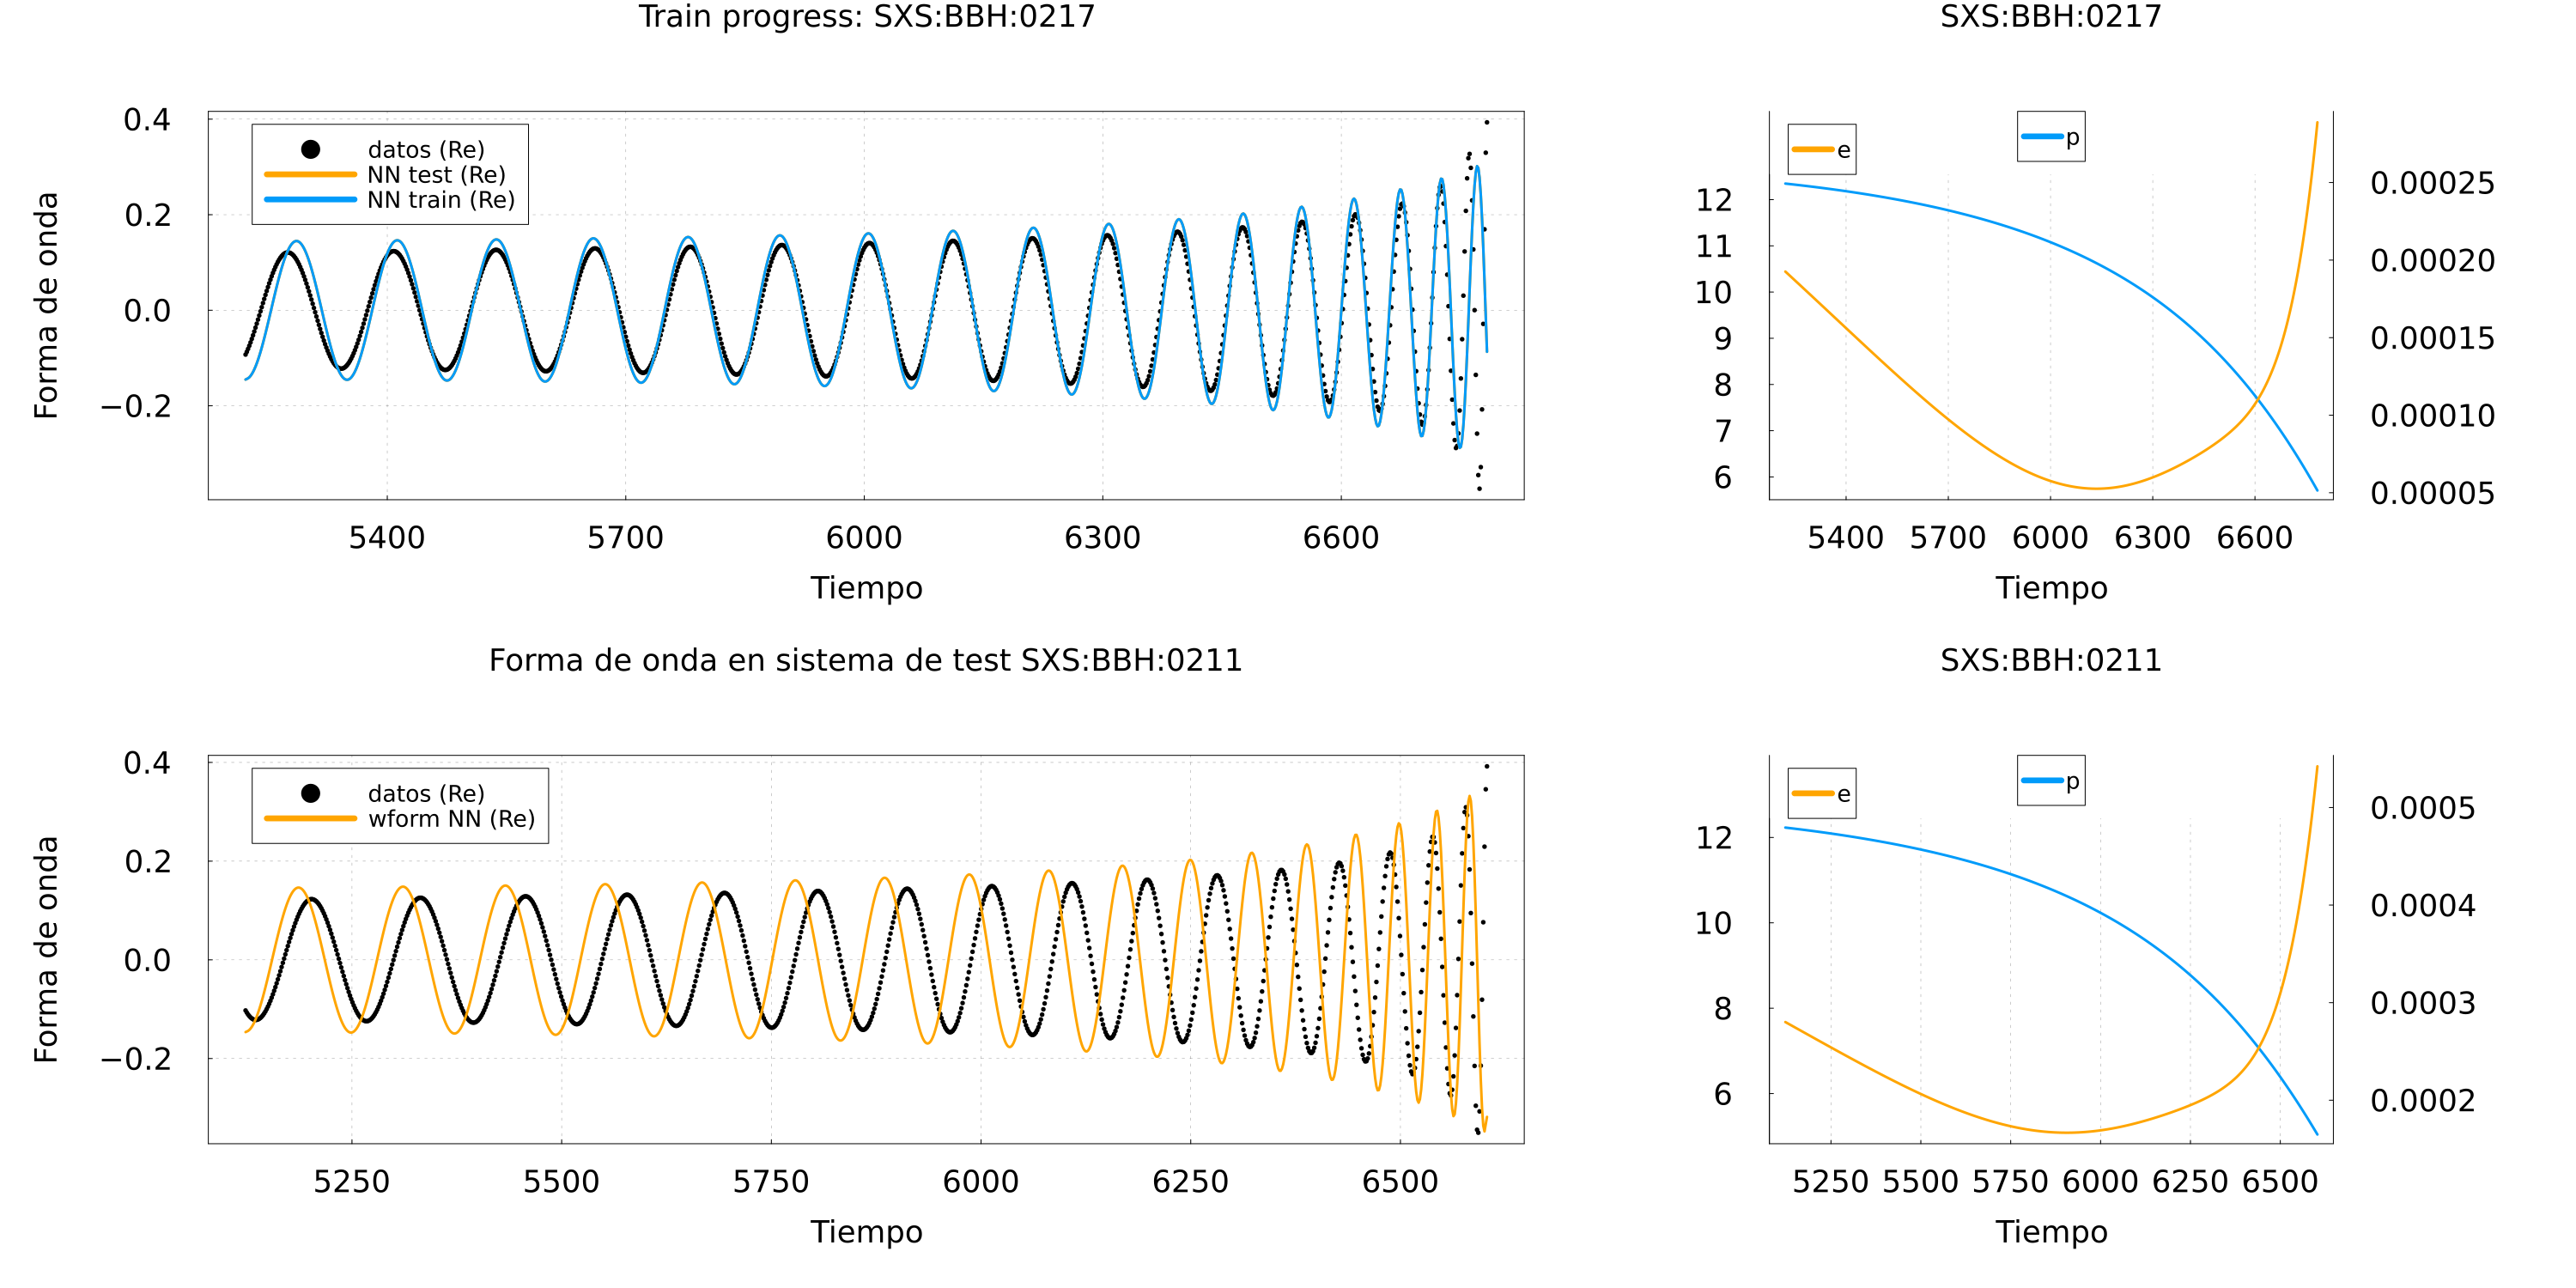 Train progress: SXS:BBH:0217
SXS:BBH:0217
0.4
0.2
0.0
−0.2
Forma de onda
datos (Re)
NN test (Re)
NN train (Re)
5400 5700 6000 6300 6600
Tiempo
e
p
12
11
10
9
8
7
6
0.00025
0.00020
0.00015
0.00010
0.00005
5400 5700 6000 6300 6600
Tiempo
Forma de onda en sistema de test SXS:BBH:0211
SXS:BBH:0211
0.4
0.2
0.0
−0.2
Forma de onda
datos (Re)
wform NN (Re)
5250 5500 5750 6000 6250 6500
Tiempo
e
p
12
10
8
6
0.0005
0.0004
0.0003
0.0002
5250 5500 5750 6000 6250 6500
Tiempo